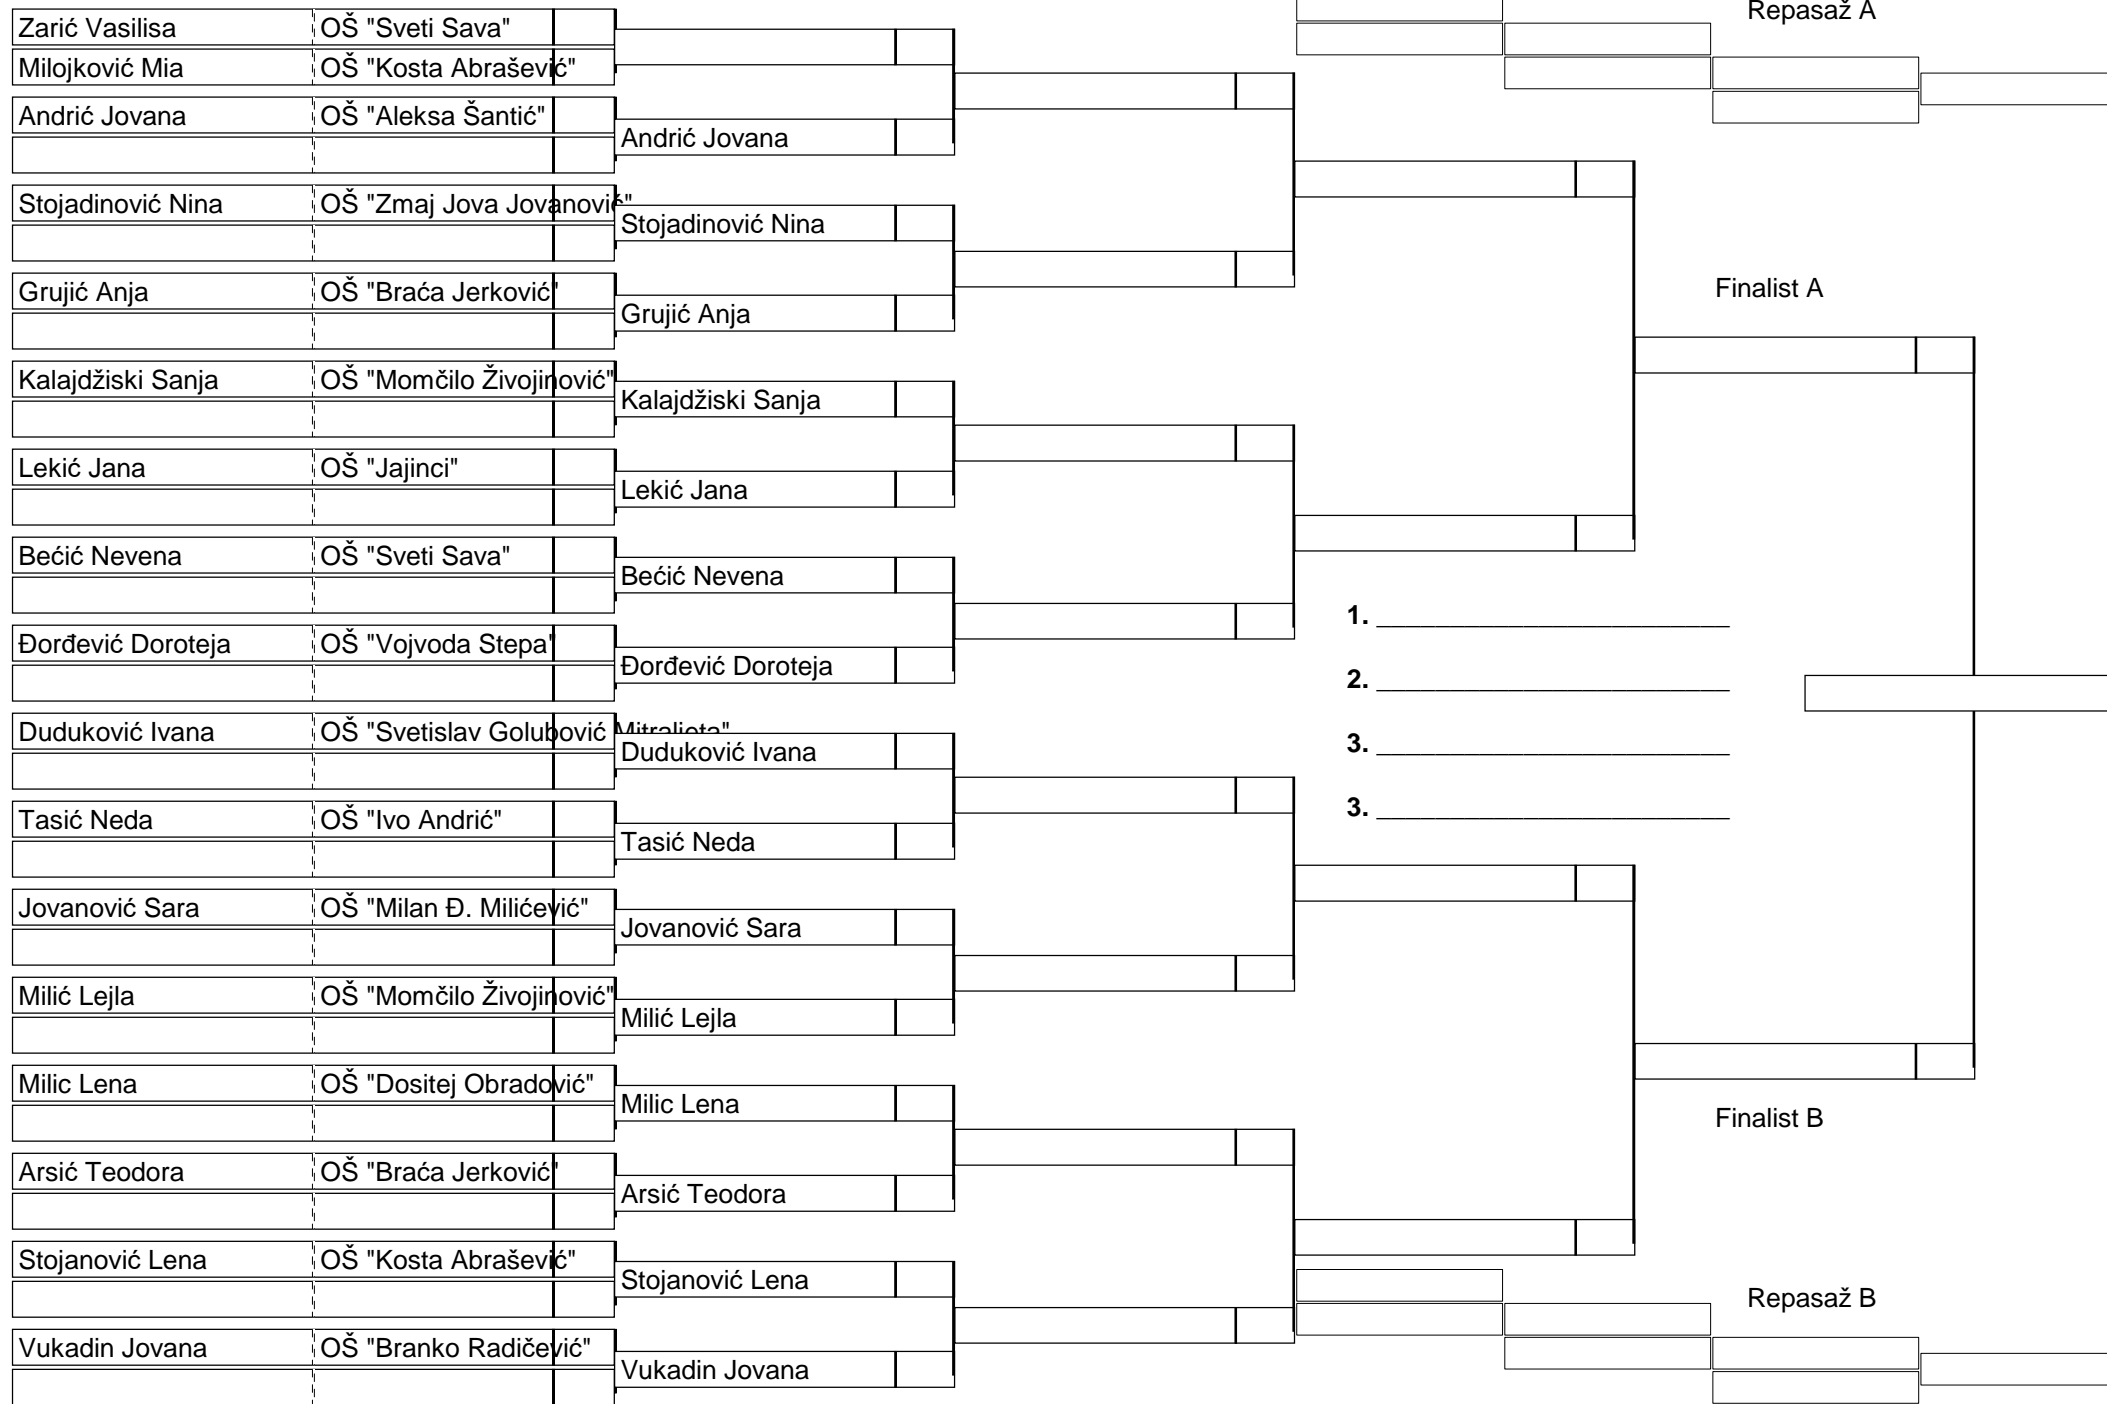 Repasaž A
Zarić Vasilisa OŠ "Sveti Sava"
Milojković Mia OŠ "Kosta Abrašević"
Andrić Jovana OŠ "Aleksa Šantić"
Andrić Jovana
Stojadinović Nina OŠ "Zmaj Jova Jovanović"
Stojadinović Nina
Grujić Anja OŠ "Braća Jerković"
Finalist A
Grujić Anja
Kalajdžiski Sanja OŠ "Momčilo Živojinović"
Kalajdžiski Sanja
Lekić Jana OŠ "Jajinci"
Lekić Jana
Bećić Nevena OŠ "Sveti Sava"
Bećić Nevena
1. ________________________
Đorđević Doroteja OŠ "Vojvoda Stepa"
Đorđević Doroteja
2. ________________________
Duduković Ivana OŠ "Svetislav Golubović Mitraljeta"
Duduković Ivana
3. ________________________
Tasić Neda OŠ "Ivo Andrić"
3. ________________________
Tasić Neda
Jovanović Sara OŠ "Milan Đ. Milićević"
Jovanović Sara
Milić Lejla OŠ "Momčilo Živojinović"
Milić Lejla
Milic Lena OŠ "Dositej Obradović"
Milic Lena
Finalist B
Arsić Teodora OŠ "Braća Jerković"
Arsić Teodora
Stojanović Lena OŠ "Kosta Abrašević"
Stojanović Lena
Repasaž B
Vukadin Jovana OŠ "Branko Radičević"
Vukadin Jovana